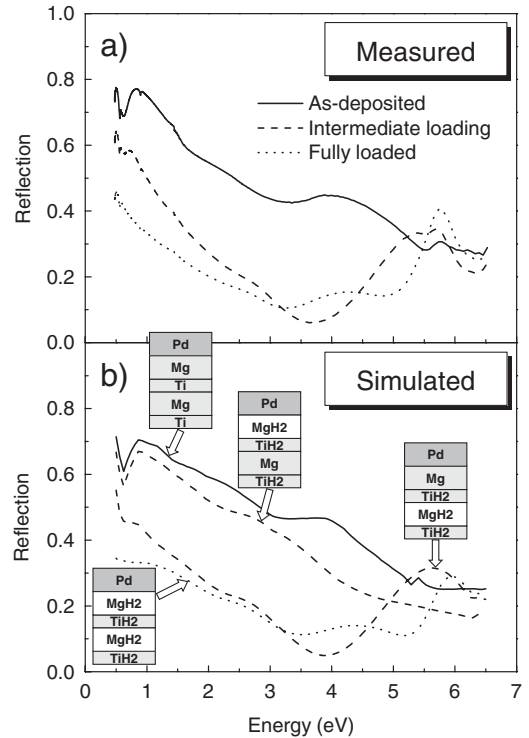 1.0
a)
Measured
0.8
As-deposited
Intermediate loading
0.6
Fully loaded
Reflection
0.4
0.2
0.0
b)
Simulated
Pd
Mg
Ti
Mg
Ti
0.8
Pd
MgH2
TiH2
Mg
TiH2
0.6
Pd
Mg
TiH2
MgH2
TiH2
Reflection
0.4
Pd
MgH2
TiH2
MgH2
TiH2
0.2
0.0
0 1 2 3 4 5 6 7
Energy (eV)